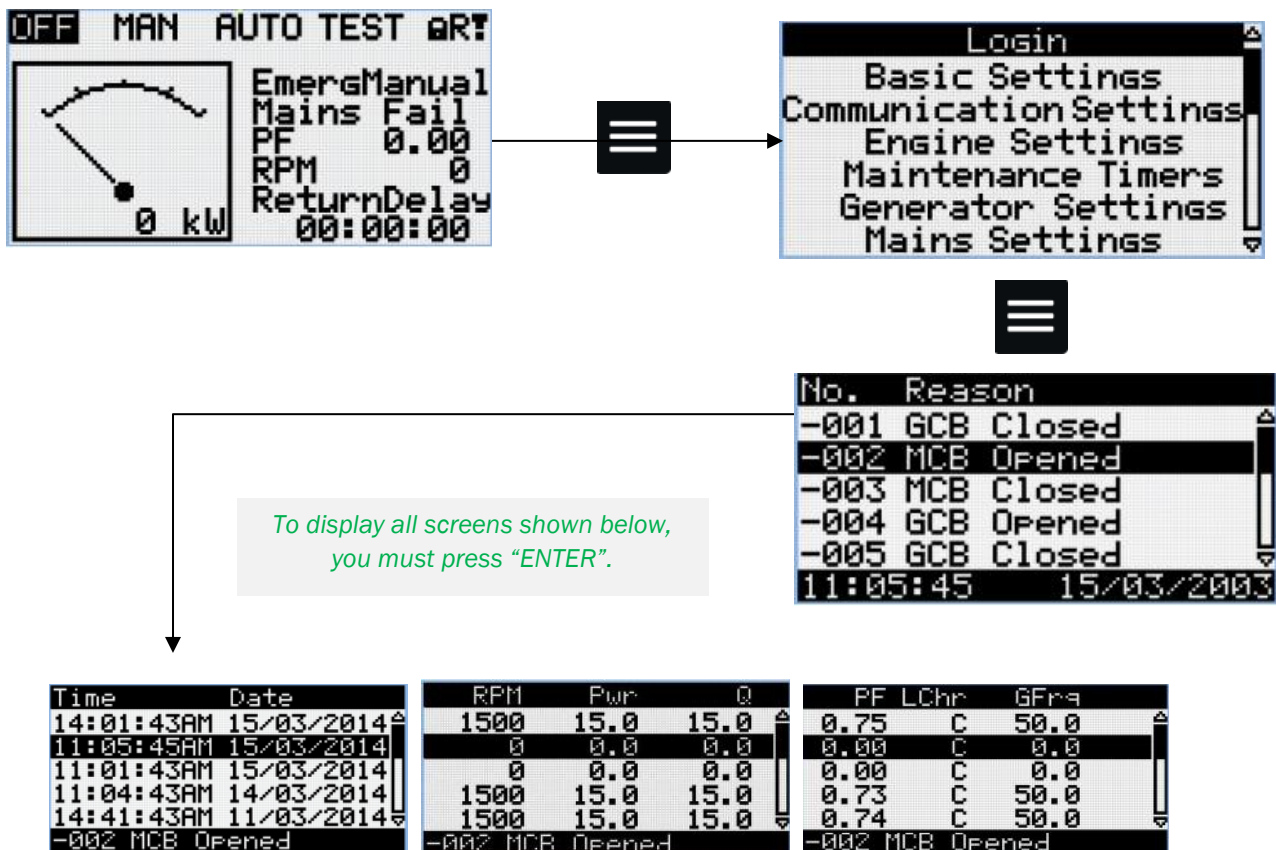 OFF MAN AUTO TEST R
EmergManual
Mains Fail
PF 0.00
RPM 0
ReturnDelay
00:00:00
0 kW
Login
Basic Settings
Communication Settings
Engine Settings
Maintenance Timers
Generator Settings
Mains Settings
No. Reason
-001 GCB Closed
-002 MCB Opened
-003 MCB Closed
-004 GCB Opened
-005 GCB Closed
11:05:45 15/03/2003
To display all screens shown below,
you must press “ENTER”.
Time Date
14:01:43AM 15/03/2014
11:05:45AM 15/03/2014
11:01:43AM 15/03/2014
11:04:43AM 14/03/2014
14:41:43AM 11/03/2014
-002 MCB Opened
RPM Pwr Q
1500 15.0 15.0
0 0.0 0.0
0 0.0 0.0
1500 15.0 15.0
1500 15.0 15.0
-002 MCB Opened
PF LChr GFrq
0.75 C 50.0
0.00 C 0.0
0.00 C 0.0
0.73 C 50.0
0.74 C 50.0
-002 MCB Opened